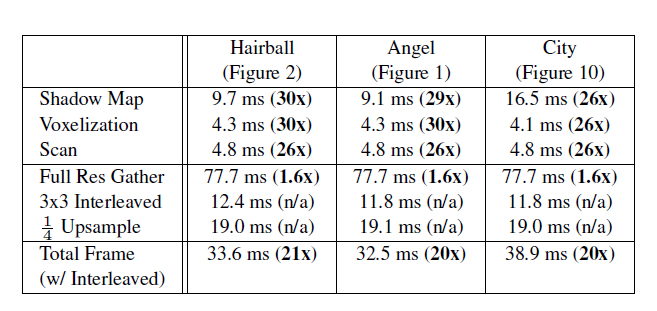 Hairball Angel City
(Figure 2) (Figure 1) (Figure 10)
Shadow Map 9.7 ms (30x) 9.1 ms (29x) 16.5 ms (26x)
Voxelization 4.3 ms (30x) 4.3 ms (30x) 4.1 ms (26x)
Scan 4.8 ms (26x) 4.8 ms (26x) 4.8 ms (26x)
Full Res Gather 77.7 ms (1.6x) 77.7 ms (1.6x) 77.7 ms (1.6x)
3x3 Interleaved 12.4 ms (n/a) 11.8 ms (n/a) 11.8 ms (n/a)
1/4 Upsample 19.0 ms (n/a) 19.1 ms (n/a) 19.0 ms (n/a)
Total Frame 33.6 ms (21x) 32.5 ms (20x) 38.9 ms (20x)
(w/ Interleaved)